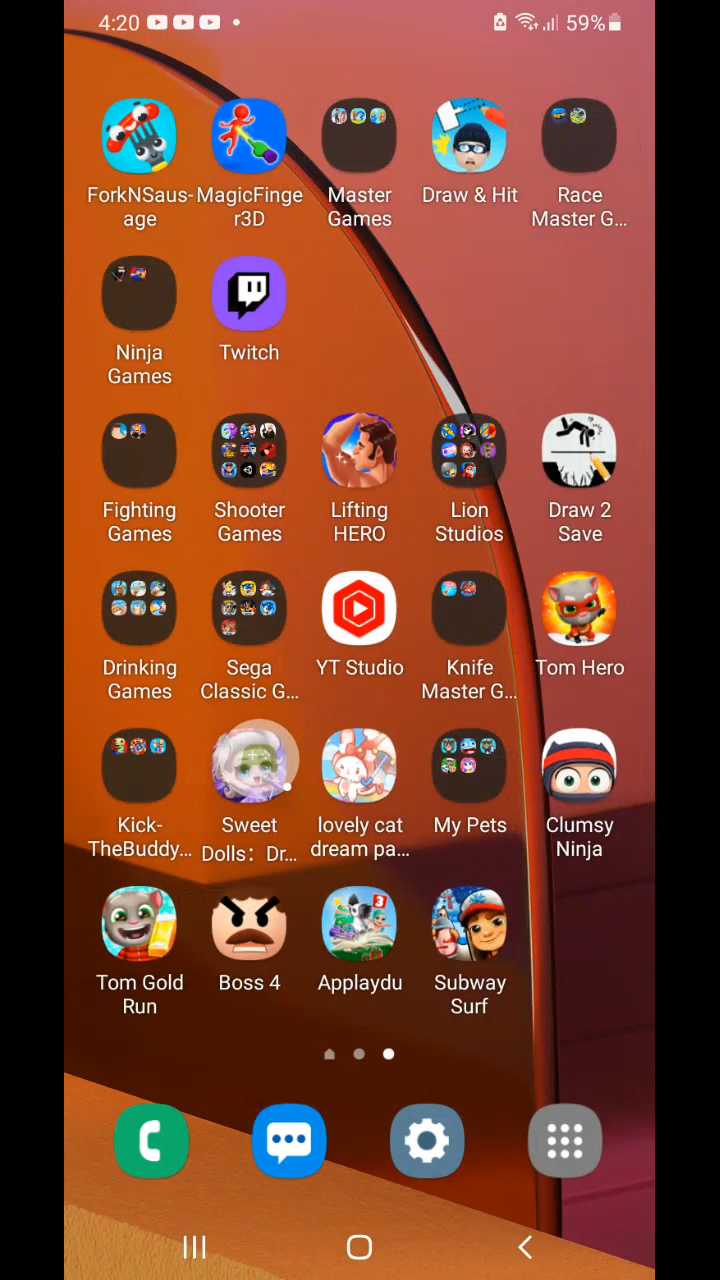 4:20
59%
ForkNSaus-
age
MagicFinge
r3D
Master
Games
Draw & Hit
Race
Master G...
Ninja
Games
Twitch
Fighting
Games
Shooter
Games
Lifting
HERO
Lion
Studios
Draw 2
Save
Drinking
Games
Sega
Classic G...
YT Studio
Knife
Master G...
Tom Hero
Kick-
TheBuddy...
Sweet
Dolls：Dr...
lovely cat
dream pa...
My Pets
Clumsy
Ninja
Tom Gold
Run
Boss 4
3
Applaydu
Subway
Surf